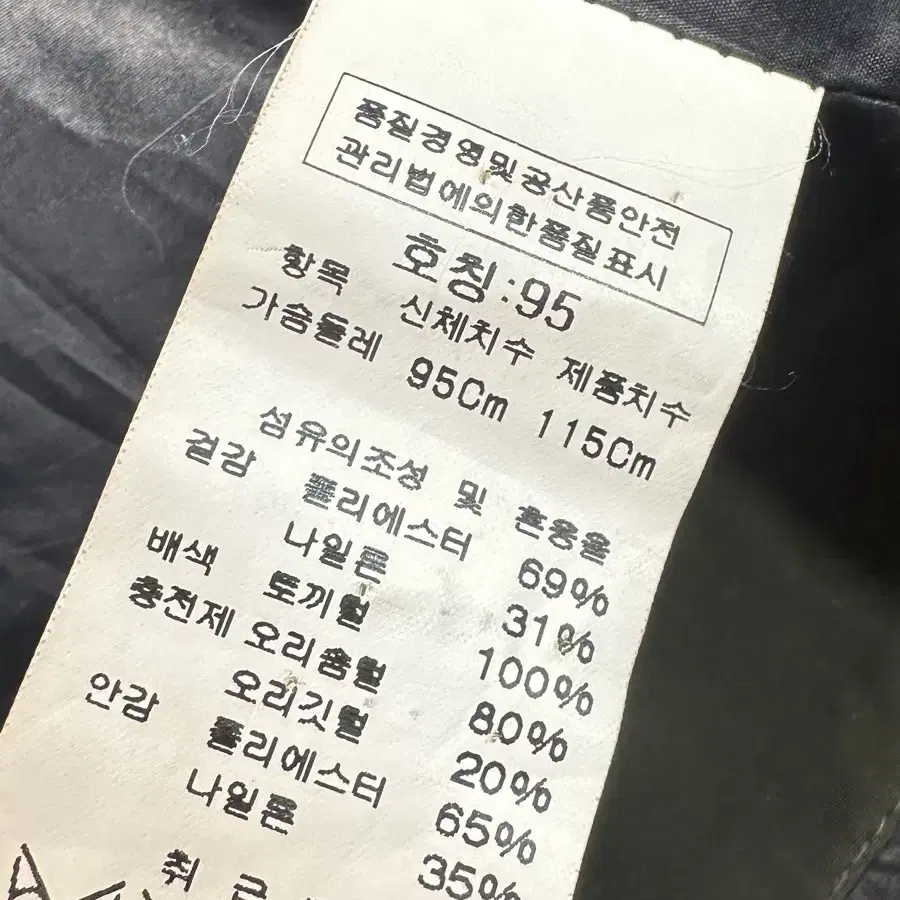 품질경영및공산품안전
관리법에의한품질표시
호칭:95
항목 신체치수 제품치수
가슴둘레 95Cm 115Cm
섬유의조성 및 혼용율
겉감 폴리에스터 69%
나일론 31%
배색 토끼털 100%
충전제 오리솜털 80%
오리깃털 20%
안감 폴리에스터 65%
나일론 35%
취 급